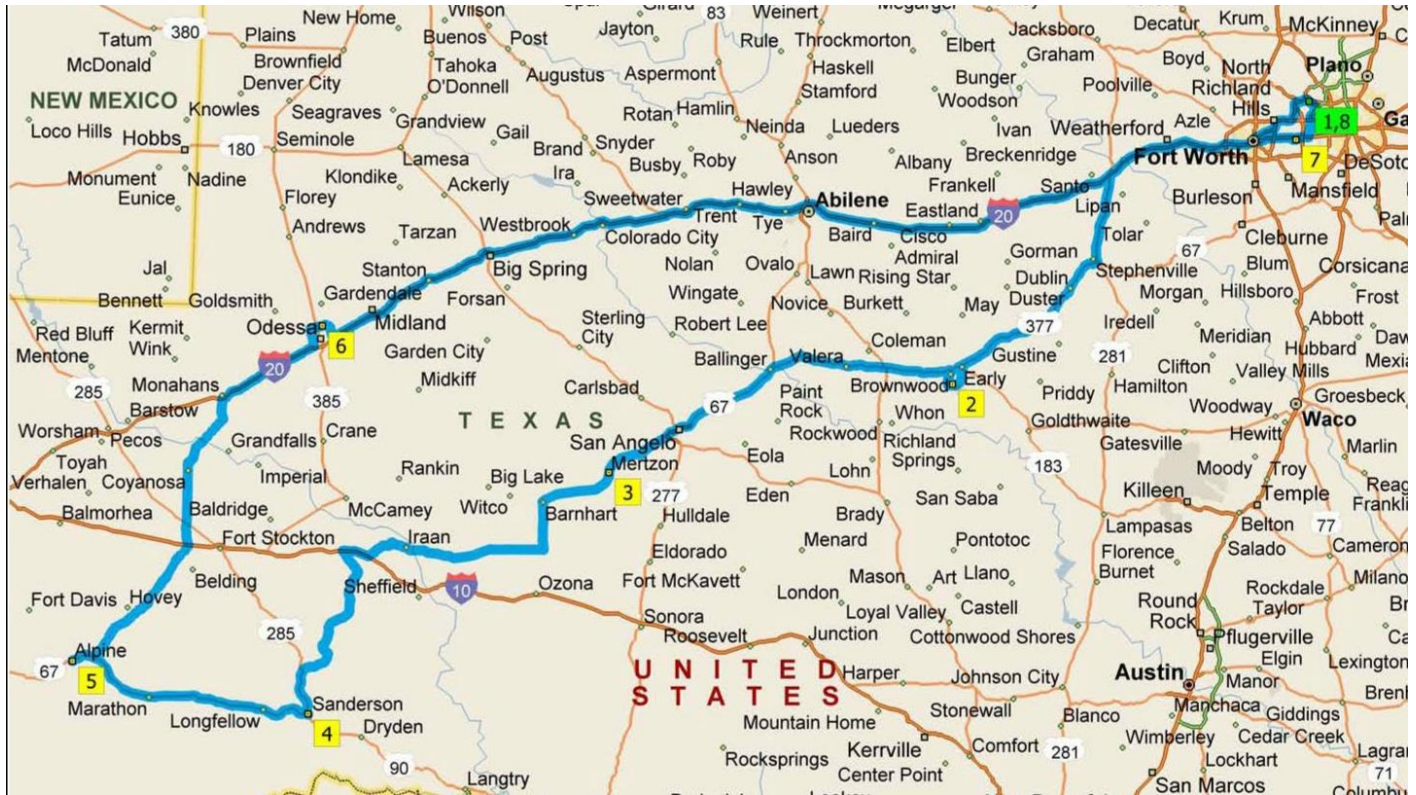 New Home
Wilson
83
Weinert
Jacksboro
Decatur
Krum
McKinney
Tatum
380
Plains
Buenos
Post
Jayton
Rule
Throckmorton
Elbert
Graham
Boyd
North
Plano
McDonald
Brownfield
Tahoka
Augustus
Aspermont
Haskell
Bunger
Poolville
Richland
Hills
Denver City
O'Donnell
Stamford
Woodson
NEW MEXICO
Knowles
Seagraves
Grandview
Rotan
Hamlin
Neinda
Lueders
Ivan
Weatherford
Azle
1,8
Loco Hills
Hobbs
180
Seminole
Gail
Snyder
Breckenridge
Fort Worth
7
DeSoto
Lamesa
Brand
Busby
Roby
Anson
Albany
Monument
Nadine
Klondike
Ackerly
Ira
Hawley
Frankell
Santo
Mansfield
Eunice
Florey
Sweetwater
Abilene
Eastland
20
Lipan
Burleson
Andrews
Westbrook
Trent
Tye
Baird
Cisco
Tolar
Tarzan
Colorado City
Admiral
67
Cleburne
Jal
Stanton
Big Spring
Nolan
Ovalo
Lawn
Rising Star
Gorman
Stephenville
Blum
Corsicana
Bennett
Goldsmith
Gardendale
Forsan
Wingate
Novice
Burkett
May
Dublin
Duster
Morgan
Hillsboro
Frost
Red Bluff
Kermit
Odessa
Midland
Sterling
City
Robert Lee
377
Iredell
Abbott
Mentone
Wink
6
Garden City
Coleman
Gustine
Meridian
Hubbard
20
Ballinger
Valera
281
Clifton
285
Monahans
Midkiff
Carlsbad
Brownwood
Early
Hamilton
Valley Mills
Barstow
385
67
Paint
Rock
2
Priddy
Woodway
Groesbeck
TEXAS
Whon
Goldthwaite
Waco
Worsham
Pecos
Grandfalls
Crane
San Angelo
Rockwood
Richland
Springs
Gatesville
Hewitt
Marlin
Toyah
Mertzon
Eola
183
Moody
Troy
Verhalen
Coyanosa
Imperial
Rankin
Big Lake
3
Lohn
Killeen
Temple
Balmorhea
Baldridge
McCamey
Witco
Barnhart
277
Eden
San Saba
Hulldale
Brady
Lampasas
Belton
77
Fort Stockton
Iraan
Eldorado
Menard
Pontotoc
Florence
Salado
Cameron
Belding
Sheffield
10
Ozona
Fort McKavett
Mason
Art
Llano
Burnet
Rockdale
Milano
Fort Davis
Hovey
London
Castell
Round
Rock
Taylor
285
Sonora
Loyal Valley
Roosevelt
Junction
Cottonwood Shores
pflugerville
Alpine
Elgin
Lexington
67
5
UNITED
STATES
Harper
Johnson City
Austin
Manor
Marathon
Sanderson
Stonewall
Manchaca
Longfellow
4
Dryden
Mountain Home
Blanco
Giddings
Kerrville
Comfort
281
Wimberley
Cedar Creek
Rocksprings
Center Point
Lockhart
90
Langtry
San Marcos
71